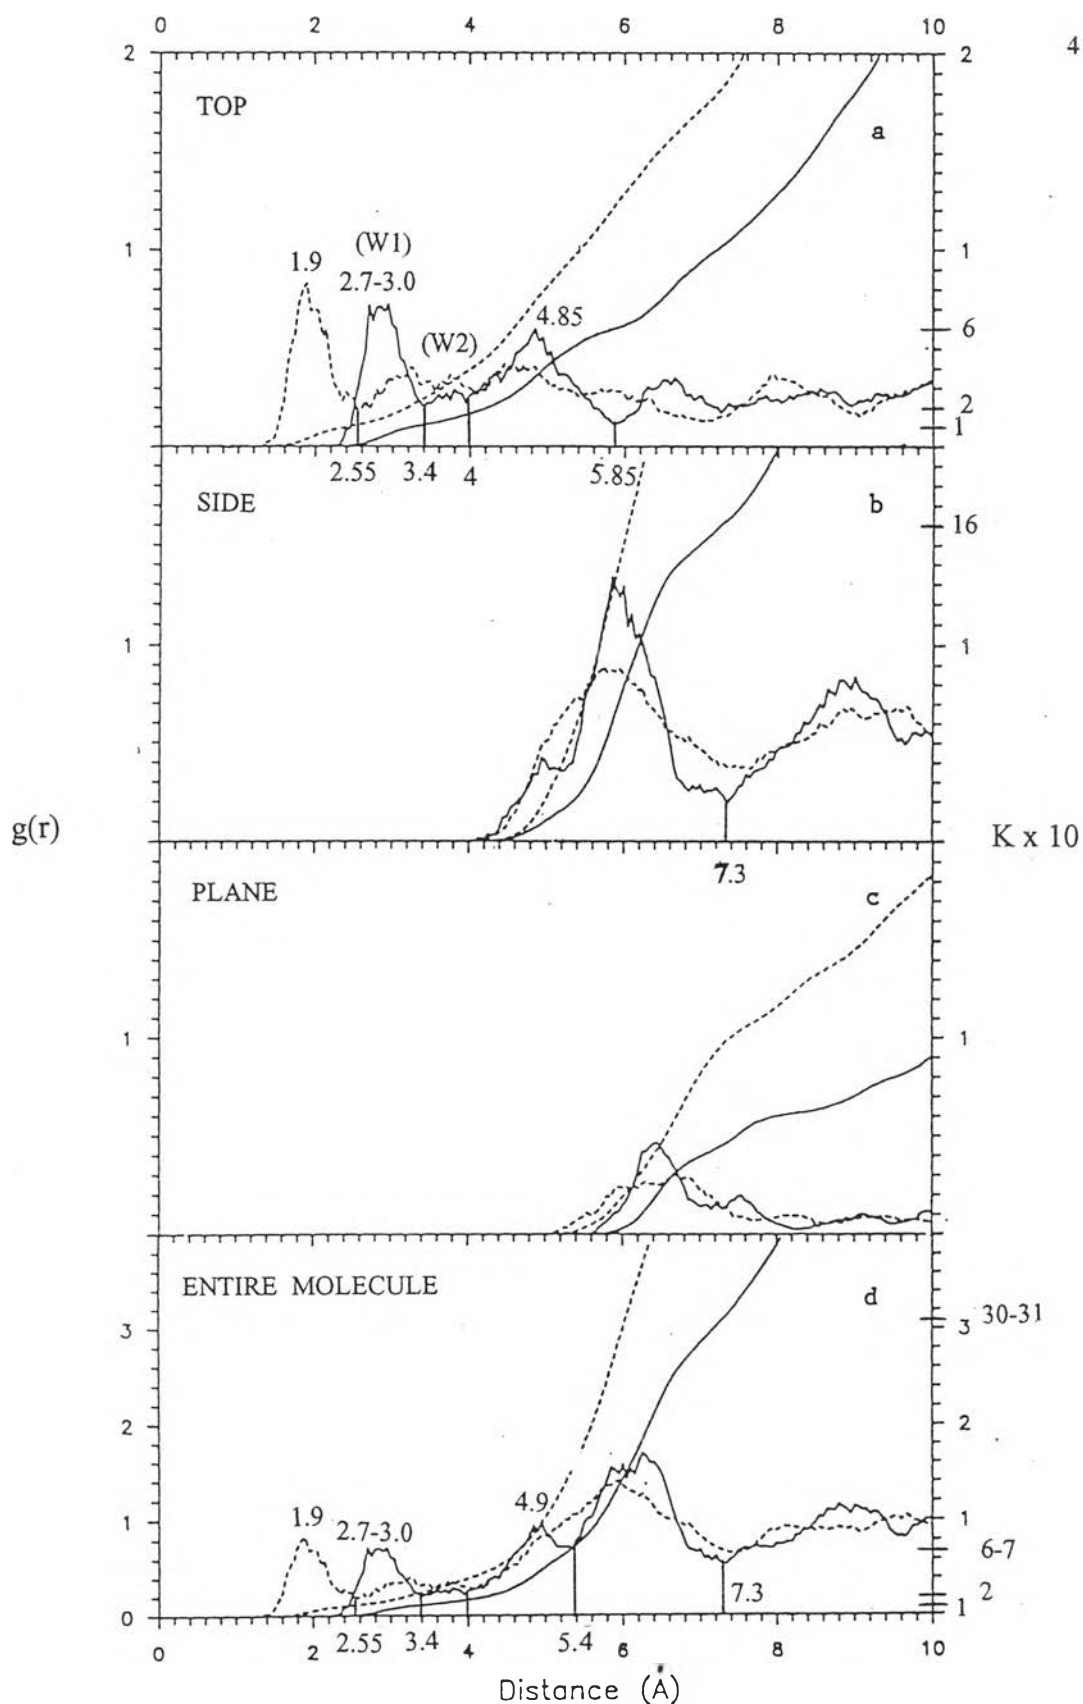 0 2 4 6 8 10
4
2 2
TOP
a
(W1)
1.9
2.7-3.0
1 1
(W2)
4.85
6
2
1
2.55 3.4 4 5.85
SIDE
b
16
1 1
g(r)
K x 10
7.3
PLANE
c
1 1
ENTIRE MOLECULE
d
30-31
3 3
2 2
4.9
1.9
2.7-3.0
1 1
6-7
7.3
2
1
0
2.55 3.4 5.4
0 2 4 6 8 10
Distance (Å)